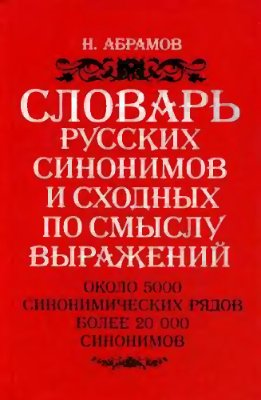 Н. АБРАМОВ
СЛОВАРЬ
РУССКИХ
СИНОНИМОВ
И СХОДНЫХ
ПО СМЫСЛУ
ВЫРАЖЕНИЙ
ОКОЛО 5000
СИНОНИМИЧЕСКИХ РЯДОВ
БОЛЕЕ 20 000
СИНОНИМОВ